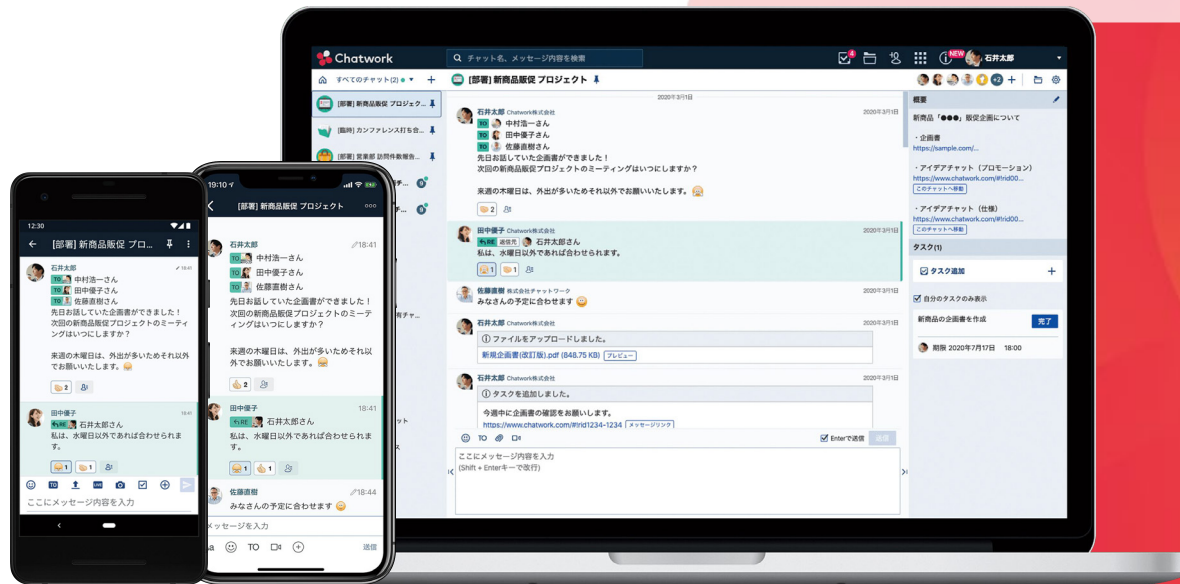 Chatwork
チャット名、メッセージ内容を検索
4
NEW
石井太郎
すべてのチャット(2)
[部署] 新商品販促 プロジェクト
+2
[部署] 新商品販促 プロジェク...
[臨時] カンファレンス打ち合...
[部署] 営業部 訪問件数報告...
2020年3月1日
石井太郎 Chatwork株式会社
2020年3月1日
TO 中村浩一さん
TO 田中優子さん
TO 佐藤直樹さん
先日お話していた企画書ができました!
次回の新商品販促プロジェクトのミーティングはいつにしますか?
来週の木曜日は、外出が多いためそれ以外でお願いいたします。
2
田中優子 Chatwork株式会社
2020年3月1日
RE 返信元 石井太郎さん
私は、水曜日以外であれば合わせられます。
1 1
佐藤直樹 株式会社チャットワーク
2020年3月1日
みなさんの予定に合わせます
石井太郎 Chatwork株式会社
2020年3月1日
ファイルをアップロードしました。
新規企画書(改訂版).pdf (848.75 KB) プレビュー
石井太郎 Chatwork株式会社
2020年3月1日
タスクを追加しました。
今週中に企画書の確認をお願いします。
https://www.chatwork.com/#!rid1234-1234 メッセージリンク
TO
Enterで送信 送信
ここにメッセージ内容を入力
(Shift + Enterキーで改行)
概要
新商品「●●●」販促企画について
・企画書
https://sample.com/...
・アイデアチャット(プロモーション)
https://www.chatwork.com/#!rid00...
このチャットへ移動
・アイデアチャット(仕様)
https://www.chatwork.com/#!rid00...
このチャットへ移動
タスク(1)
タスク追加
自分のタスクのみ表示
新商品の企画書を作成 完了
期限 2020年7月17日 18:00
12:30
[部署] 新商品販促 プロ...
石井太郎
18:41
TO 中村浩一さん
TO 田中優子さん
TO 佐藤直樹さん
先日お話していた企画書ができました!
次回の新商品販促プロジェクトのミーティ
ングはいつにしますか?
来週の木曜日は、外出が多いためそれ以外
でお願いいたします。
2
田中優子
18:41
RE 石井太郎さん
私は、水曜日以外であれば合わせられま
す。
1 1
TO LIVE
ここにメッセージ内容を入力
19:10
[部署] 新商品販促 プロジェクト
石井太郎
18:41
TO 中村浩一さん
TO 田中優子さん
TO 佐藤直樹さん
先日お話していた企画書ができました!
次回の新商品販促プロジェクトのミーテ
ィングはいつにしますか?
来週の木曜日は、外出が多いためそれ以
外でお願いいたします。
2
田中優子
18:41
RE 石井太郎さん
私は、水曜日以外であれば合わせられま
す。
1 1
佐藤直樹
18:44
みなさんの予定に合わせます
メッセージを入力
Aa TO 送信